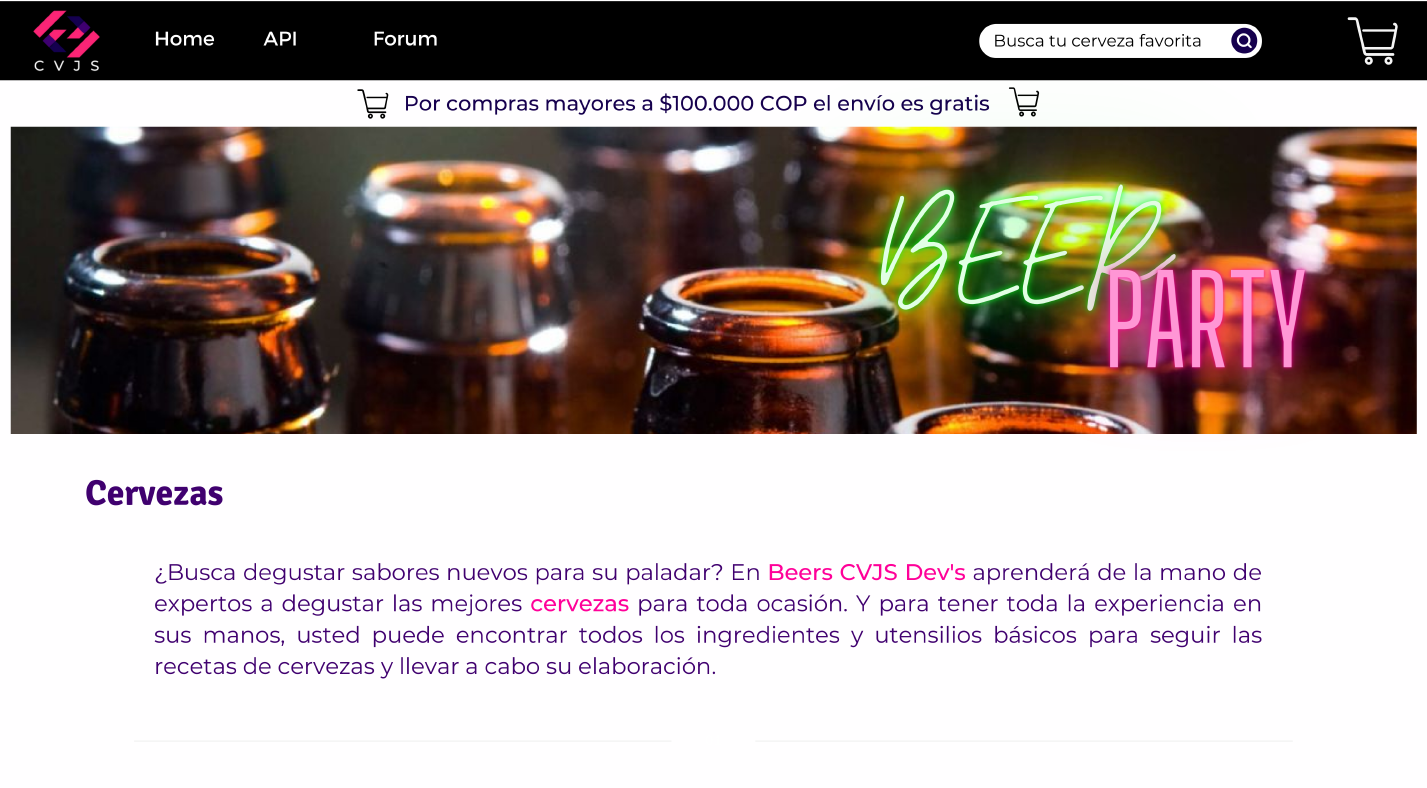 CVJS
Home API Forum
Busca tu cerveza favorita
Por compras mayores a $100.000 COP el envío es gratis
BEER
PARTY
Cervezas
¿Busca degustar sabores nuevos para su paladar? En Beers CVJS Dev's aprenderá de la mano de
expertos a degustar las mejores cervezas para toda ocasión. Y para tener toda la experiencia en
sus manos, usted puede encontrar todos los ingredientes y utensilios básicos para seguir las
recetas de cervezas y llevar a cabo su elaboración.